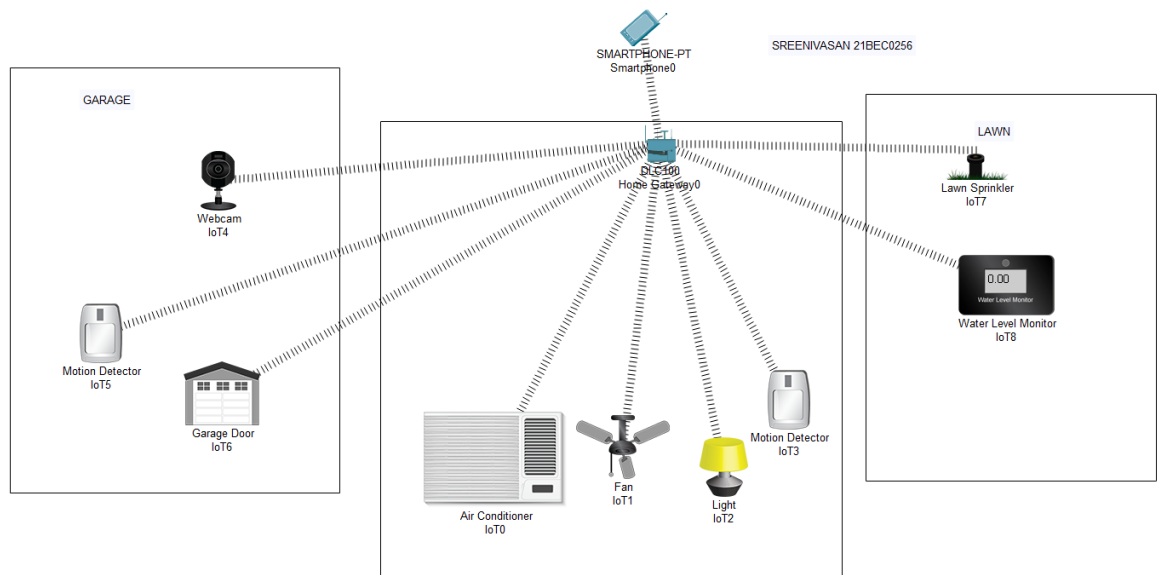 SMARTPHONE-PT
Smartphone0
SREENIVASAN 21BEC0256
GARAGE
LAWN
DLC100
Home Gateway0
Webcam
IoT4
Lawn Sprinkler
IoT7
0.00
Water Level Monitor
Water Level Monitor
IoT8
Motion Detector
IoT5
Garage Door
IoT6
Motion Detector
IoT3
Fan
IoT1
Light
IoT2
Air Conditioner
IoT0